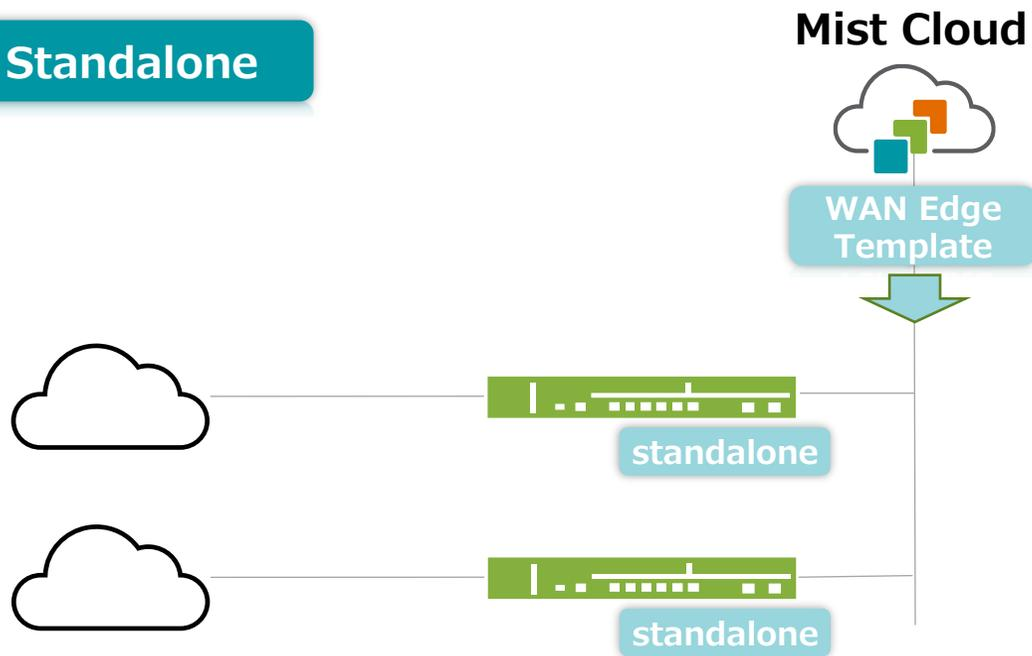 Standalone
Mist Cloud
WAN Edge
Template
standalone
standalone